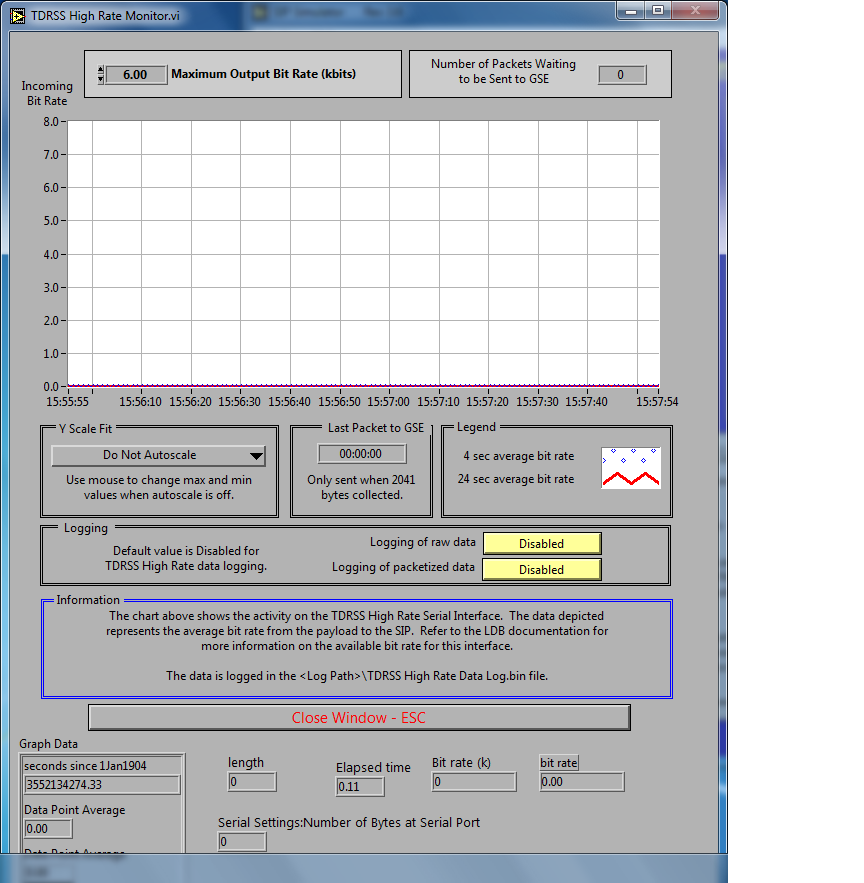 TDRSS High Rate Monitor.vi
6.00 Maximum Output Bit Rate (kbits)
Number of Packets Waiting
to be Sent to GSE
0
Incoming
Bit Rate
8.0
7.0
6.0
5.0
4.0
3.0
2.0
1.0
0.0
15:55:55 15:56:10 15:56:20 15:56:30 15:56:40 15:56:50 15:57:00 15:57:10 15:57:20 15:57:30 15:57:40 15:57:54
Y Scale Fit
Do Not Autoscale
Use mouse to change max and min
values when autoscale is off.
Last Packet to GSE
00:00:00
Only sent when 2041
bytes collected.
Legend
4 sec average bit rate
24 sec average bit rate
Logging
Default value is Disabled for
TDRSS High Rate data logging.
Logging of raw data Disabled
Logging of packetized data Disabled
Information
The chart above shows the activity on the TDRSS High Rate Serial Interface. The data depicted
represents the average bit rate from the payload to the SIP. Refer to the LDB documentation for
more information on the available bit rate for this interface.
The data is logged in the <Log Path>\TDRSS High Rate Data Log.bin file.
Close Window - ESC
Graph Data
seconds since 1Jan1904
3552134274.33
Data Point Average
0.00
length
0
Elapsed time
0.11
Bit rate (k)
0
bit rate
0.00
Serial Settings:Number of Bytes at Serial Port
0
Data Point Average